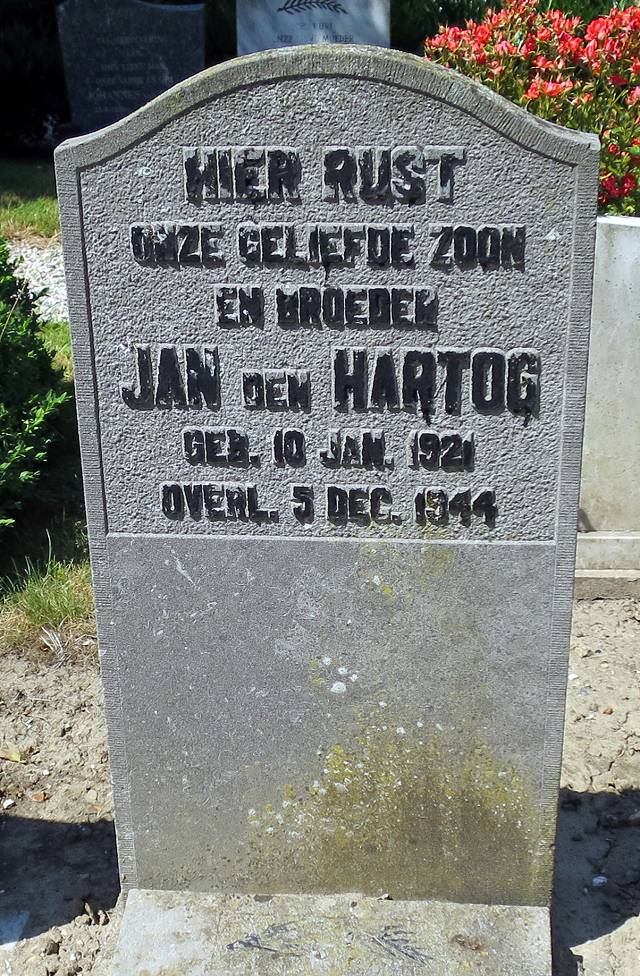 HIER RUST
ONZE GELIEFDE ZOON
EN BROEDER
JAN DEN HARTOG
GEB. 10 JAN. 1921
OVERL. 5 DEC. 1944